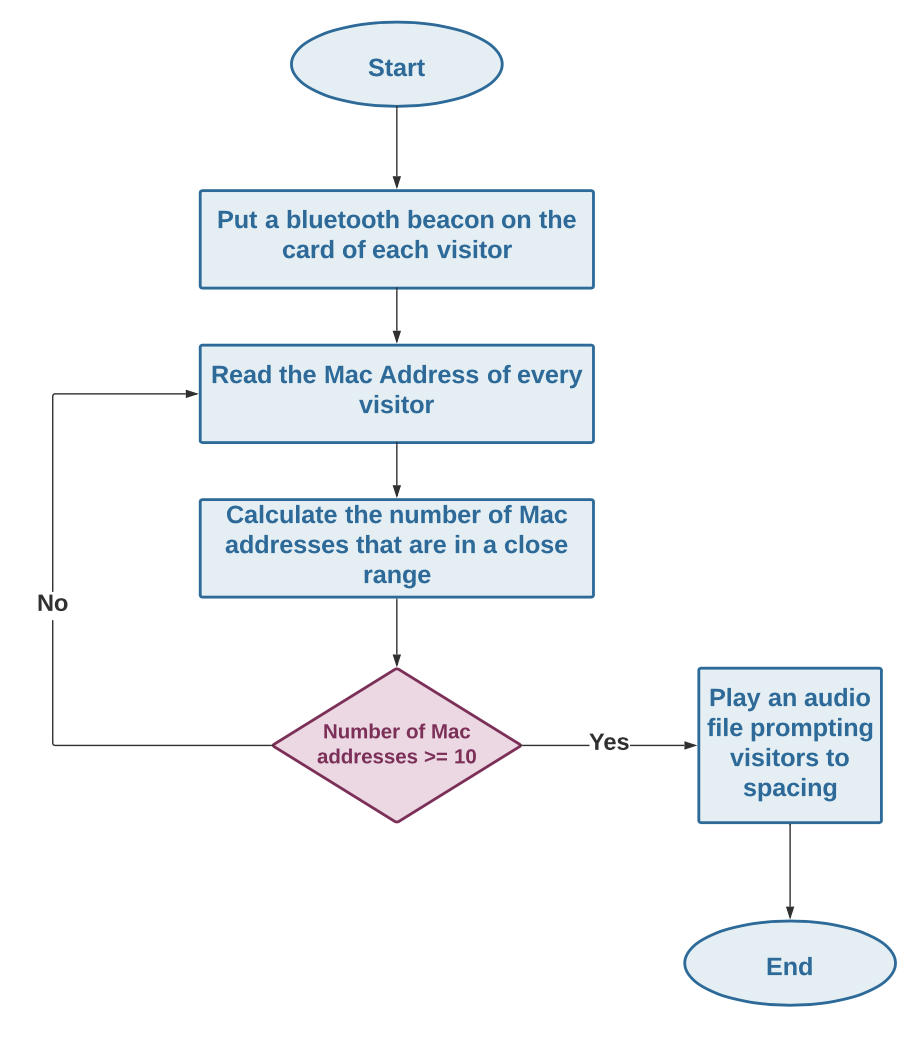 Start
Put a bluetooth beacon on the
card of each visitor
Read the Mac Address of every
visitor
Calculate the number of Mac
addresses that are in a close
range
No
Number of Mac
addresses >= 10
Yes
Play an audio
file prompting
visitors to
spacing
End